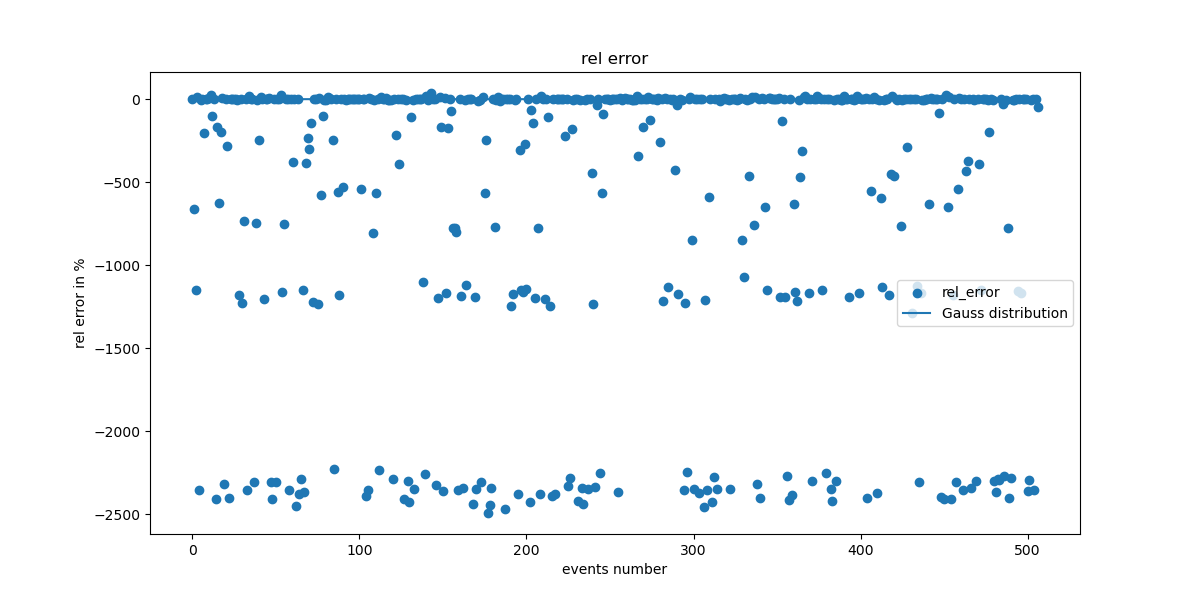 rel error
rel error in %
0
−500
−1000
−1500
−2000
−2500
rel_error
Gauss distribution
0
100
200
300
400
500
events number